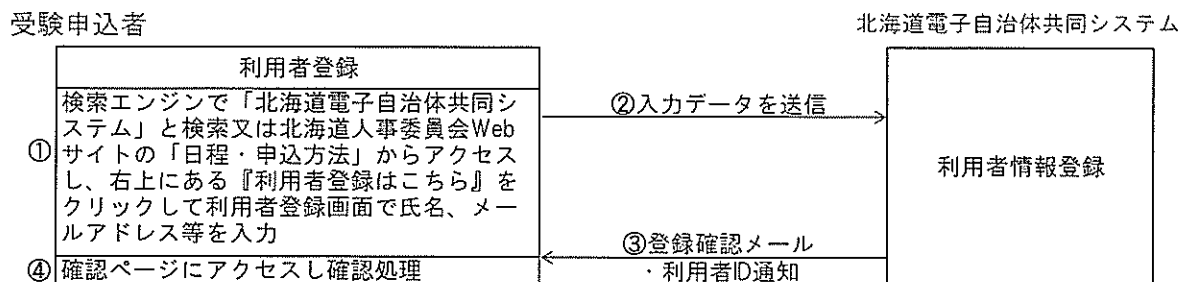 受験申込者
北海道電子自治体共同システム
利用者登録
①
検索エンジンで「北海道電子自治体共同シ
ステム」と検索又は北海道人事委員会Web
サイトの「日程・申込方法」からアクセス
し、右上にある『利用者登録はこちら』を
クリックして利用者登録画面で氏名、メー
ルアドレス等を入力
②入力データを送信
利用者情報登録
③登録確認メール
・利用者ID通知
④確認ページにアクセスし確認処理